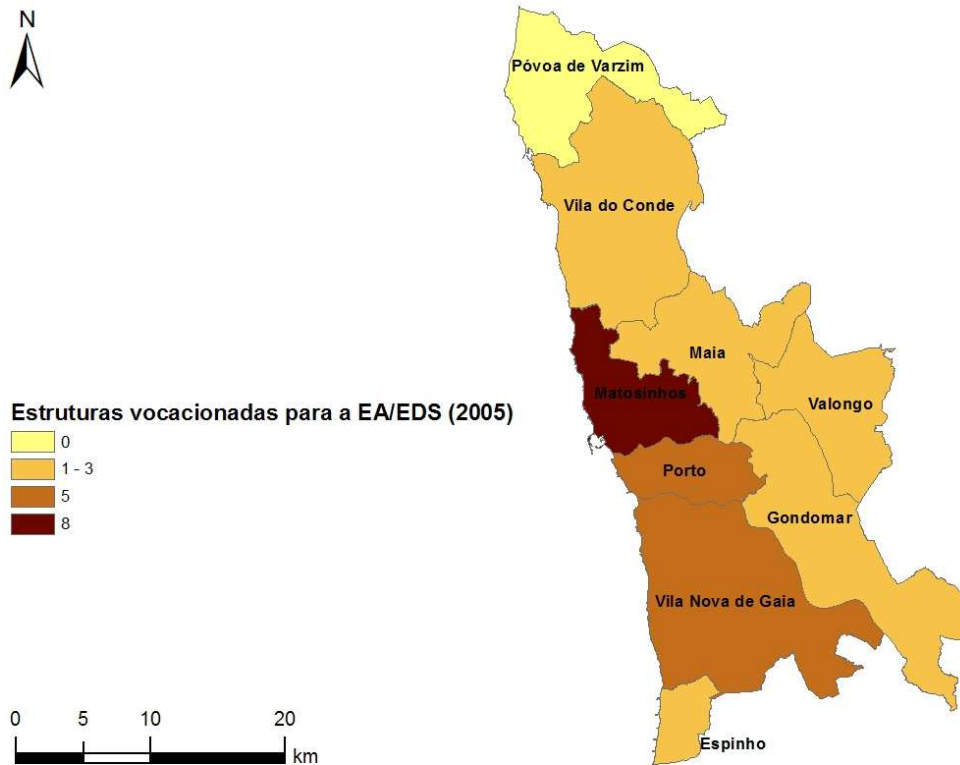 N
Póvoa de Varzim
Vila do Conde
Maia
Matosinhos
Valongo
Estruturas vocacionadas para a EA/EDS (2005)
0
1 - 3
5
8
Porto
Gondomar
Vila Nova de Gaia
Espinho
0 5 10 20
km